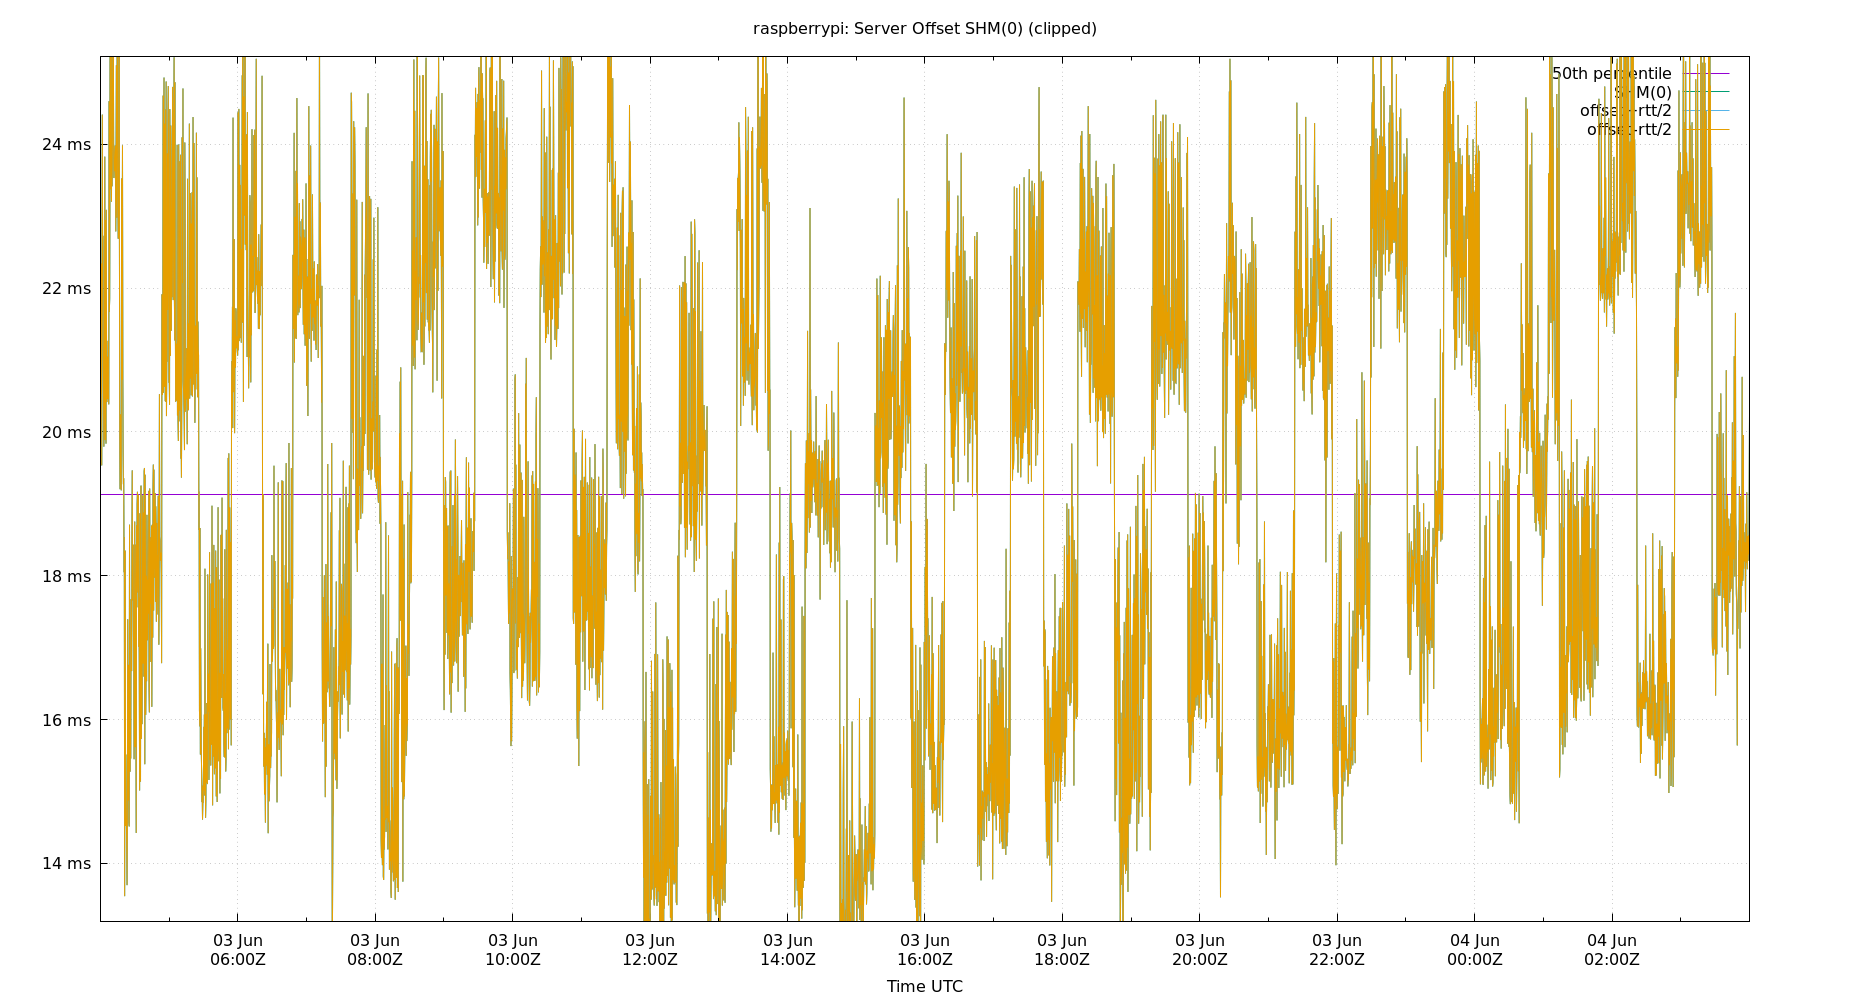 raspberrypi: Server Offset SHM(0) (clipped)
50th percentile
SHM(0)
offset-rtt/2
offset-rtt/2
24 ms
22 ms
20 ms
18 ms
16 ms
14 ms
03 Jun 03 Jun 03 Jun 03 Jun 03 Jun 03 Jun 03 Jun 03 Jun 03 Jun 04 Jun 04 Jun
06:00Z 08:00Z 10:00Z 12:00Z 14:00Z 16:00Z 18:00Z 20:00Z 22:00Z 00:00Z 02:00Z
Time UTC